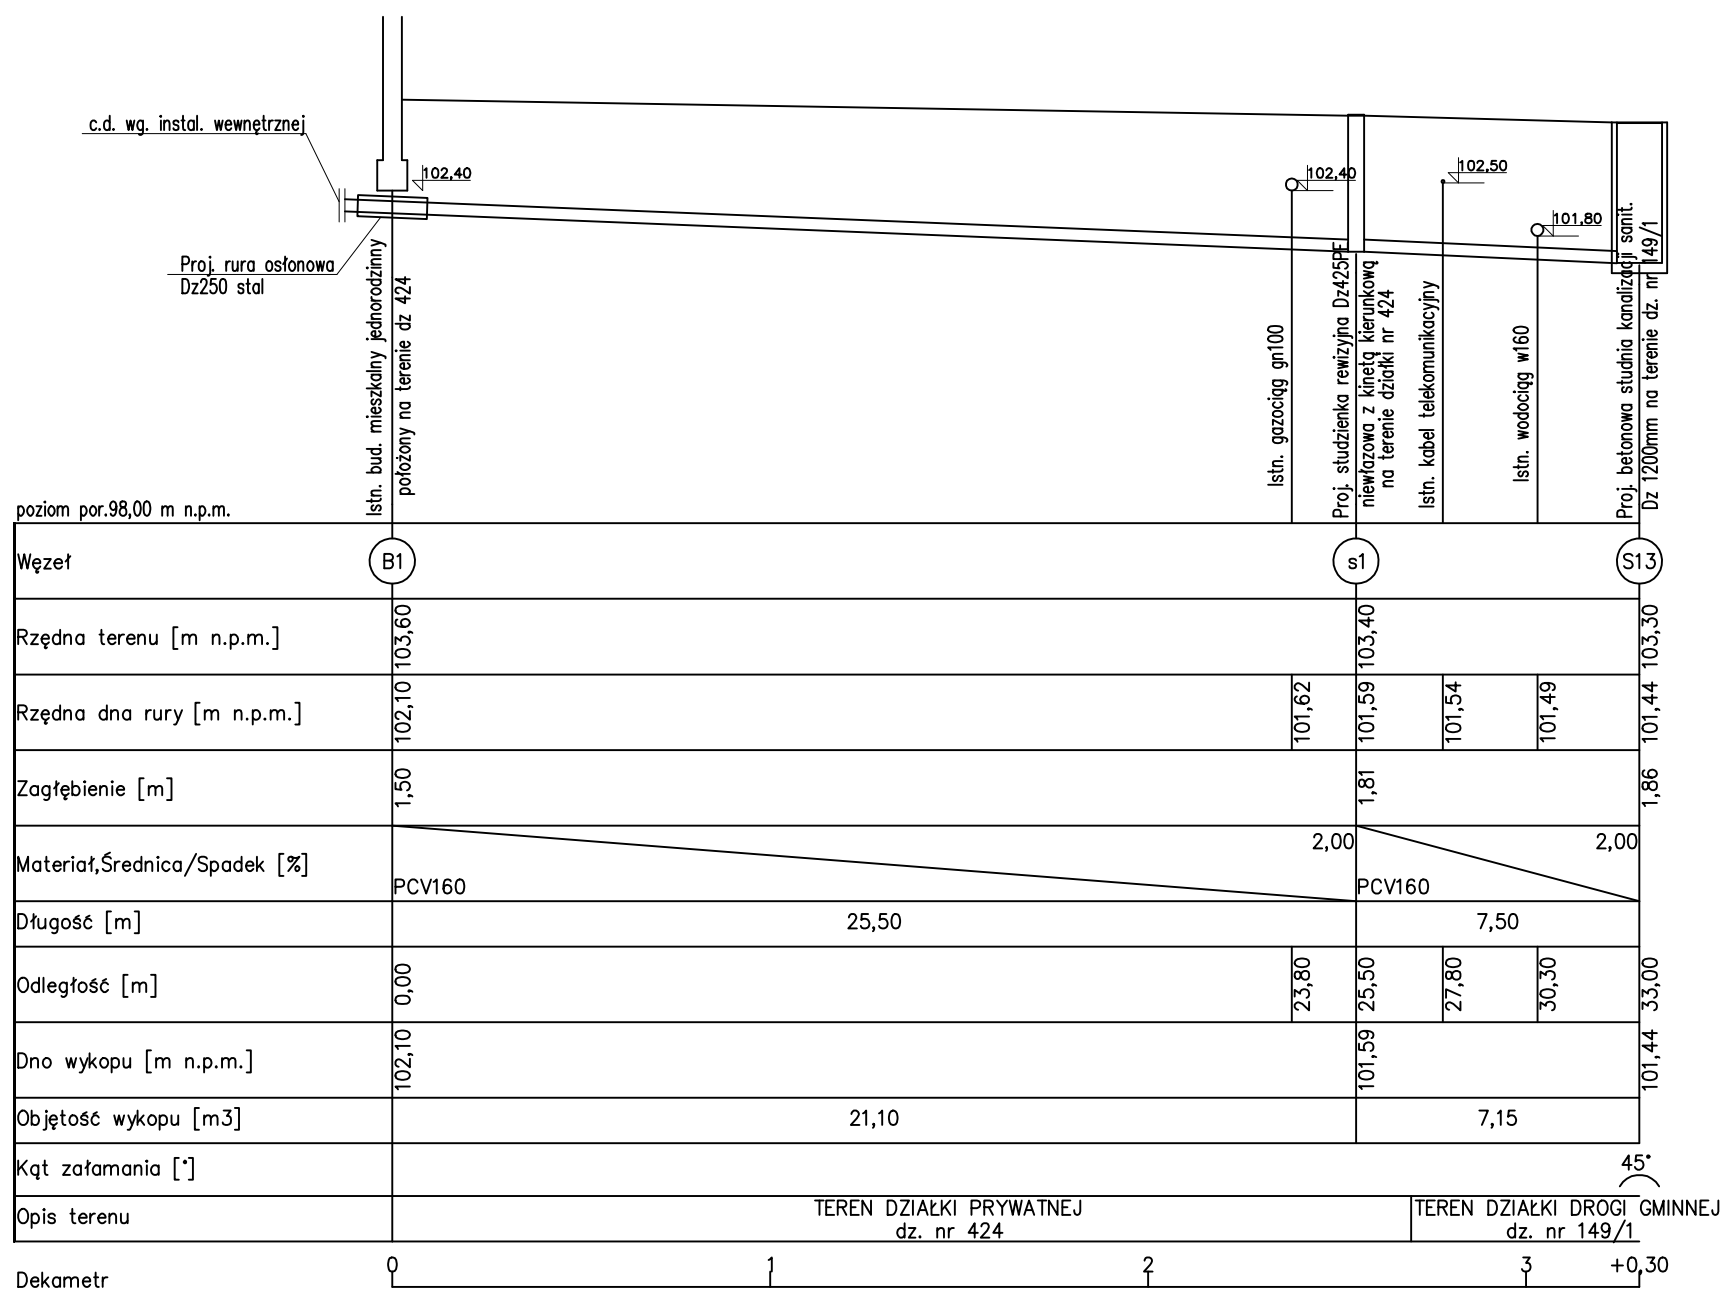 c.d. wg. instal. wewnętrznej
102,40
102,40
102,50
101,80
Proj. rura osłonowa
Dz250 stal
Istn. bud. mieszkalny jednorodzinny
położony na terenie dz 424
Istn. gazociąg gn100
Proj. studzienka rewizyjna Dz425PE
niewłazowa z kinetą kierunkową
na terenie działki nr 424
Istn. kabel telekomunikacyjny
Istn. wodociąg w160
Proj. betonowa studnia kanalizacji sanit.
Dz 1200mm na terenie dz. nr 149/1
poziom por.98,00 m n.p.m.
Węzeł B1 s1 S13
Rzędna terenu [m n.p.m.] 103,60 103,40 103,30
Rzędna dna rury [m n.p.m.] 102,10 101,62 101,59 101,54 101,49 101,44
Zagłębienie [m] 1,50 1,81 1,86
2,00 2,00
Materiał,Średnica/Spadek [%]
PCV160 PCV160
Długość [m] 25,50 7,50
Odległość [m] 0,00 23,80 25,50 27,80 30,30 33,00
Dno wykopu [m n.p.m.] 102,10 101,59 101,44
Objętość wykopu [m3] 21,10 7,15
Kąt załamania [°] 45°
Opis terenu
TEREN DZIAŁKI PRYWATNEJ
dz. nr 424
TEREN DZIAŁKI DROGI GMINNEJ
dz. nr 149/1
Dekametr 0 1 2 3 +0,30